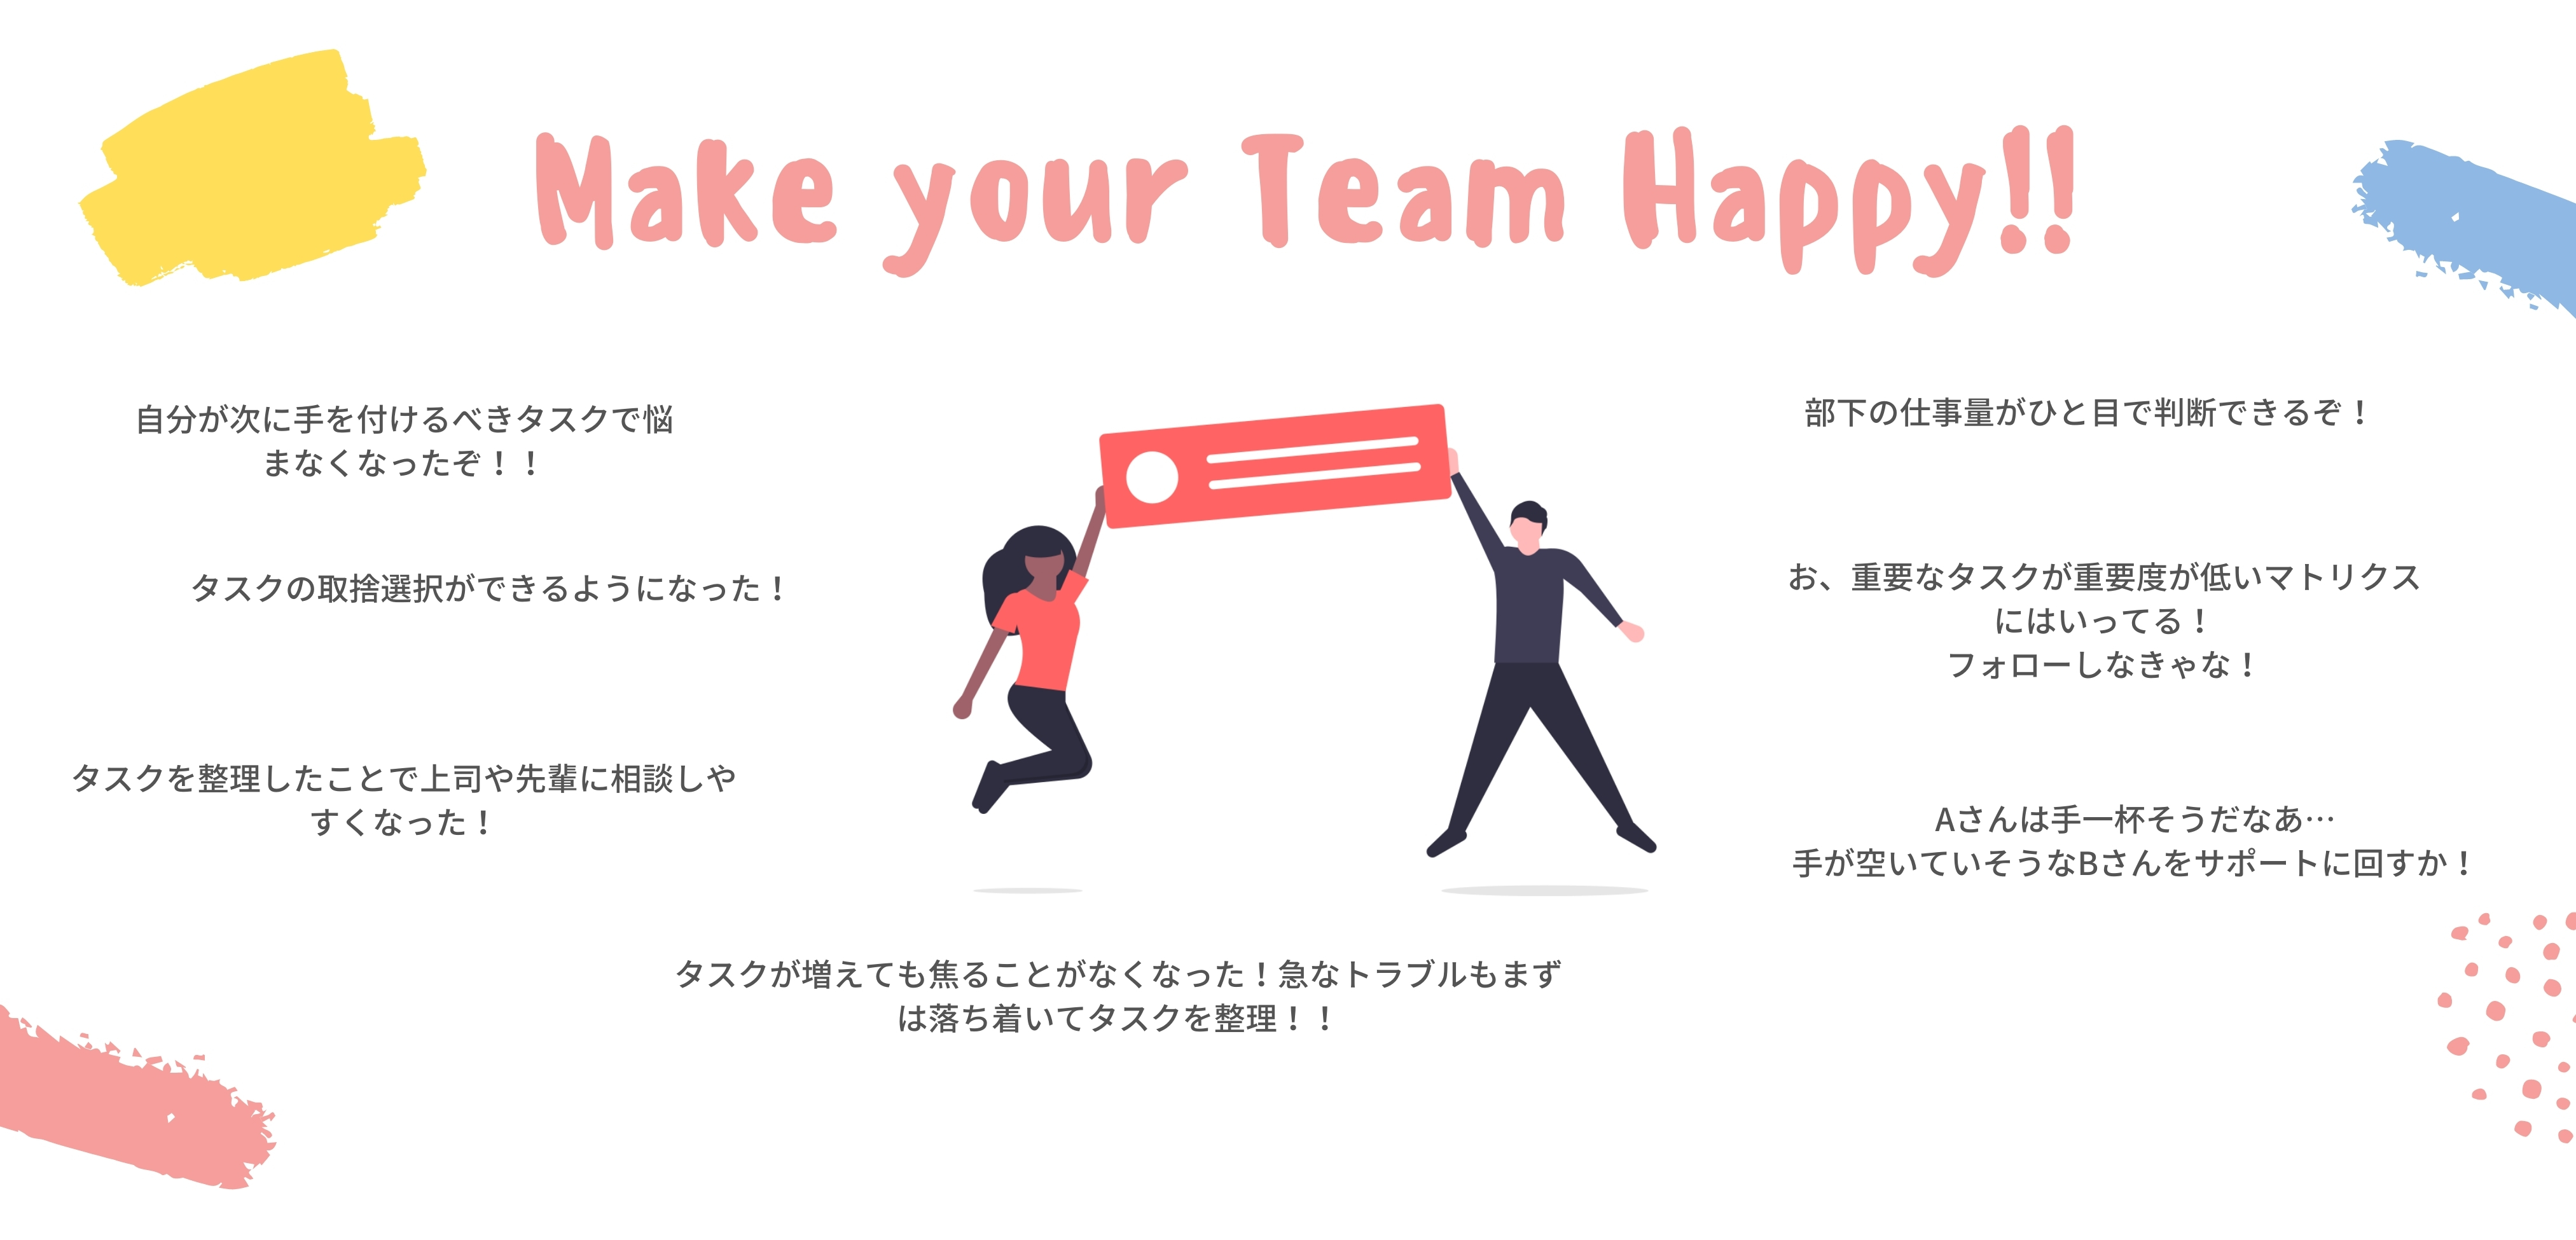 Make your Team Happy!!
自分が次に手を付けるべきタスクで悩
まなくなったぞ！！
タスクの取捨選択ができるようになった！
タスクを整理したことで上司や先輩に相談しや
すくなった！
部下の仕事量がひと目で判断できるぞ！
お、重要なタスクが重要度が低いマトリクス
にはいってる！
フォローしなきゃな！
Aさんは手一杯そうだなあ…
手が空いていそうなBさんをサポートに回すか！
タスクが増えても焦ることがなくなった！急なトラブルもまず
は落ち着いてタスクを整理！！